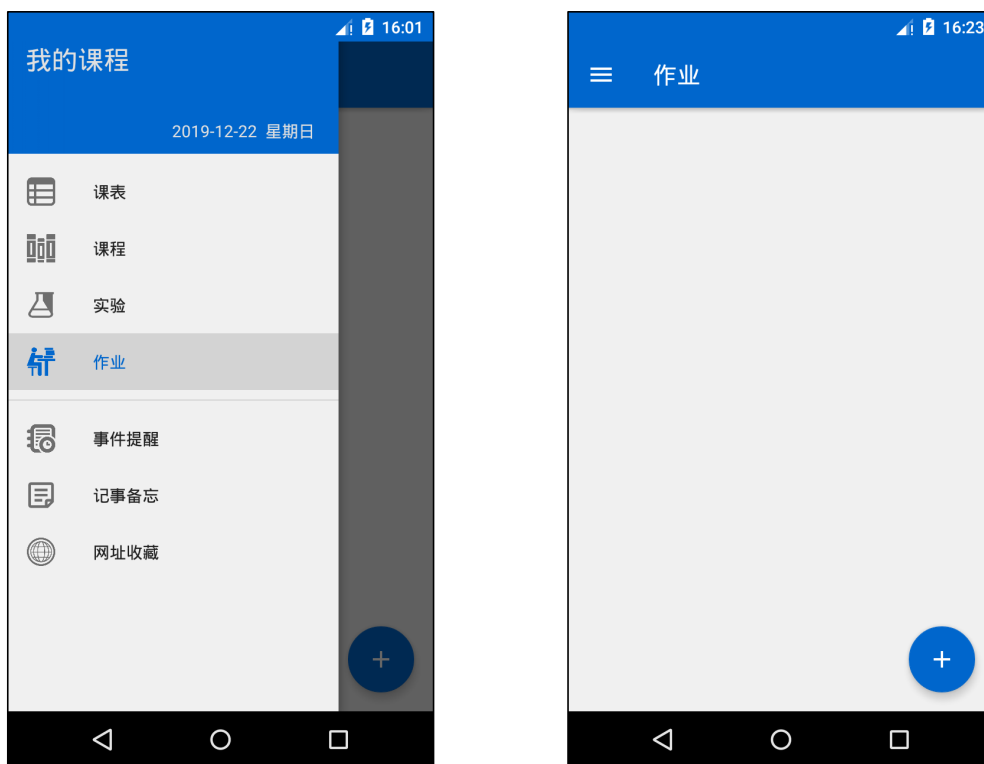 16:01
我的课程
2019-12-22 星期日
课表
课程
实验
作业
事件提醒
记事备忘
网址收藏
16:23
作业